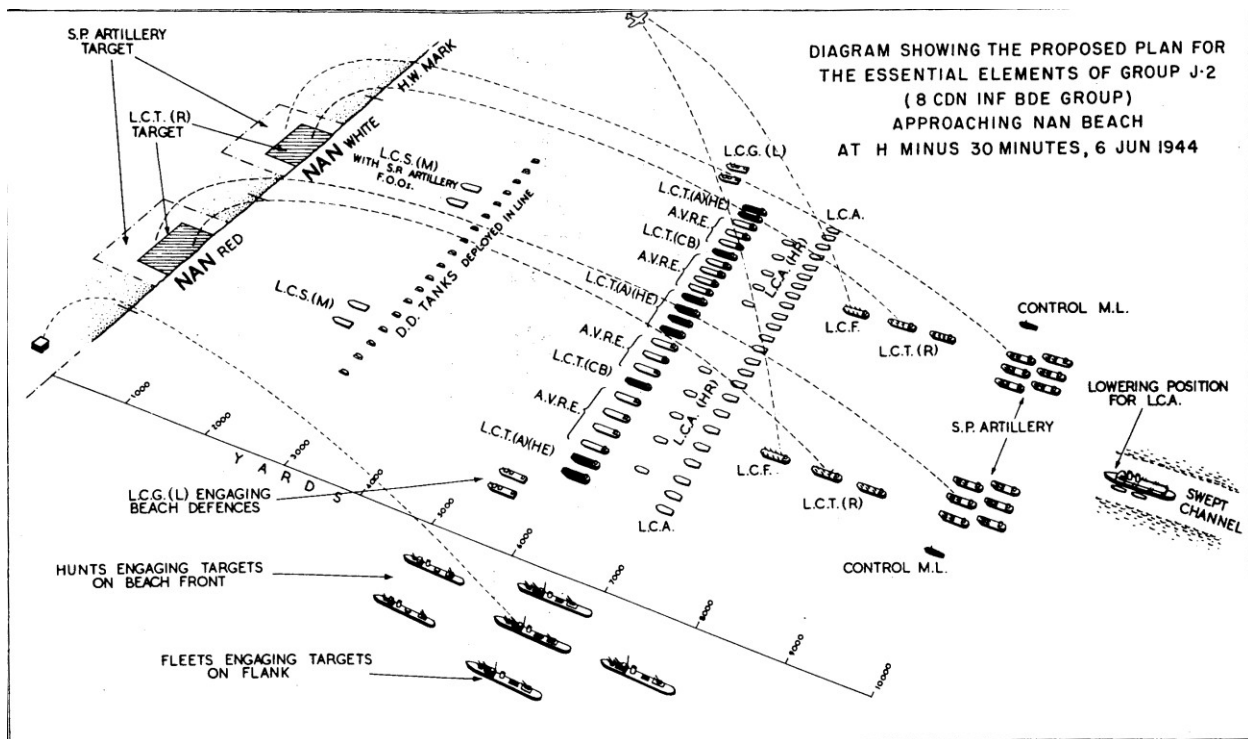 DIAGRAM SHOWING THE PROPOSED PLAN FOR
THE ESSENTIAL ELEMENTS OF GROUP J·2
( 8 CDN INF BDE GROUP)
APPROACHING NAN BEACH
AT H MINUS 30 MINUTES, 6 JUN 1944
S.P. ARTILLERY
TARGET
L.C.T. (R)
TARGET
H.W. MARK
NAN WHITE
NAN RED
L.C.S. (M)
WITH S.P. ARTILLERY
F.O.Os.
L.C.S. (M)
D.D. TANKS DEPLOYED IN LINE
L.C.G. (L)
L.C.T.(A)(HE)
A.V.R.E.
L.C.T.(CB)
A.V.R.E.
L.C.T.(A)(HE)
A.V.R.E.
L.C.T.(CB)
A.V.R.E.
L.C.T.(A)(HE)
L.C.A.
L.C.A. (HR)
L.C.A. (HR)
L.C.A.
L.C.F.
L.C.T. (R)
L.C.F.
L.C.T. (R)
CONTROL M.L.
S.P. ARTILLERY
CONTROL M.L.
LOWERING POSITION
FOR L.C.A.
SWEPT
CHANNEL
1000
2000
3000
4000
5000
6000
7000
8000
9000
10000
YARDS
L.C.G. (L) ENGAGING
BEACH DEFENCES
HUNTS ENGAGING TARGETS
ON BEACH FRONT
FLEETS ENGAGING TARGETS
ON FLANK